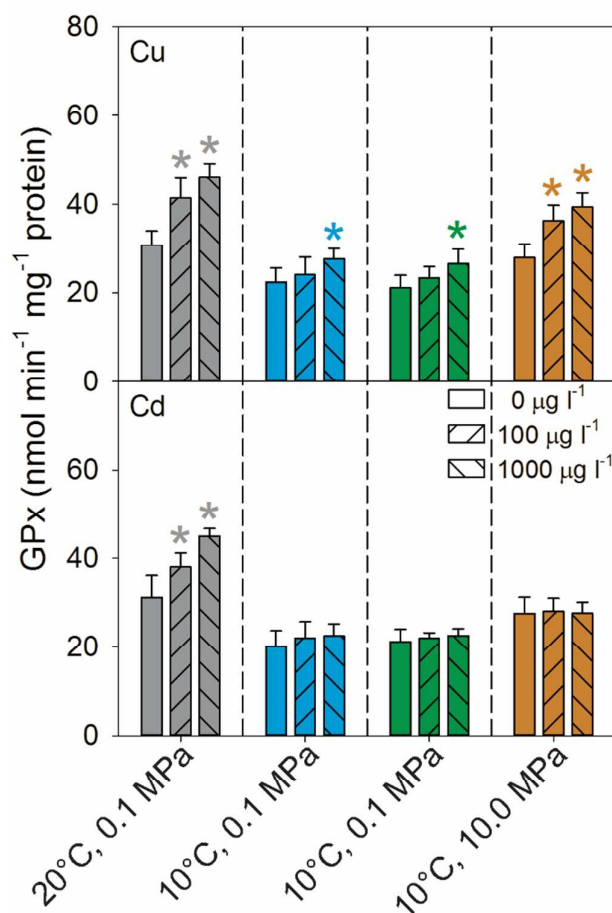 80
Cu
60
40
20
0
GPx (nmol min⁻¹ mg⁻¹ protein)
* * * * * *
Cd
0 µg l⁻¹
100 µg l⁻¹
1000 µg l⁻¹
60
40
20
0
* *
20°C, 0.1 MPa
10°C, 0.1 MPa
10°C, 0.1 MPa
10°C, 10.0 MPa